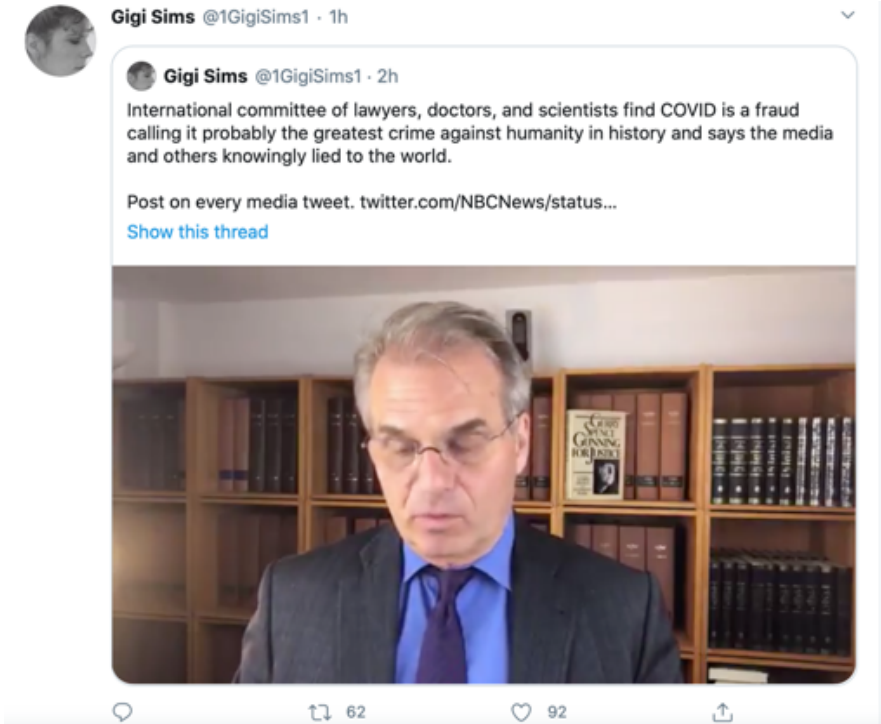 Gigi Sims @1GigiSims1 · 1h
Gigi Sims @1GigiSims1 · 2h
International committee of lawyers, doctors, and scientists find COVID is a fraud
calling it probably the greatest crime against humanity in history and says the media
and others knowingly lied to the world.
Post on every media tweet. twitter.com/NBCNews/status...
Show this thread
GERRY
SPENCE
GUNNING
FOR JUSTICE
62
92